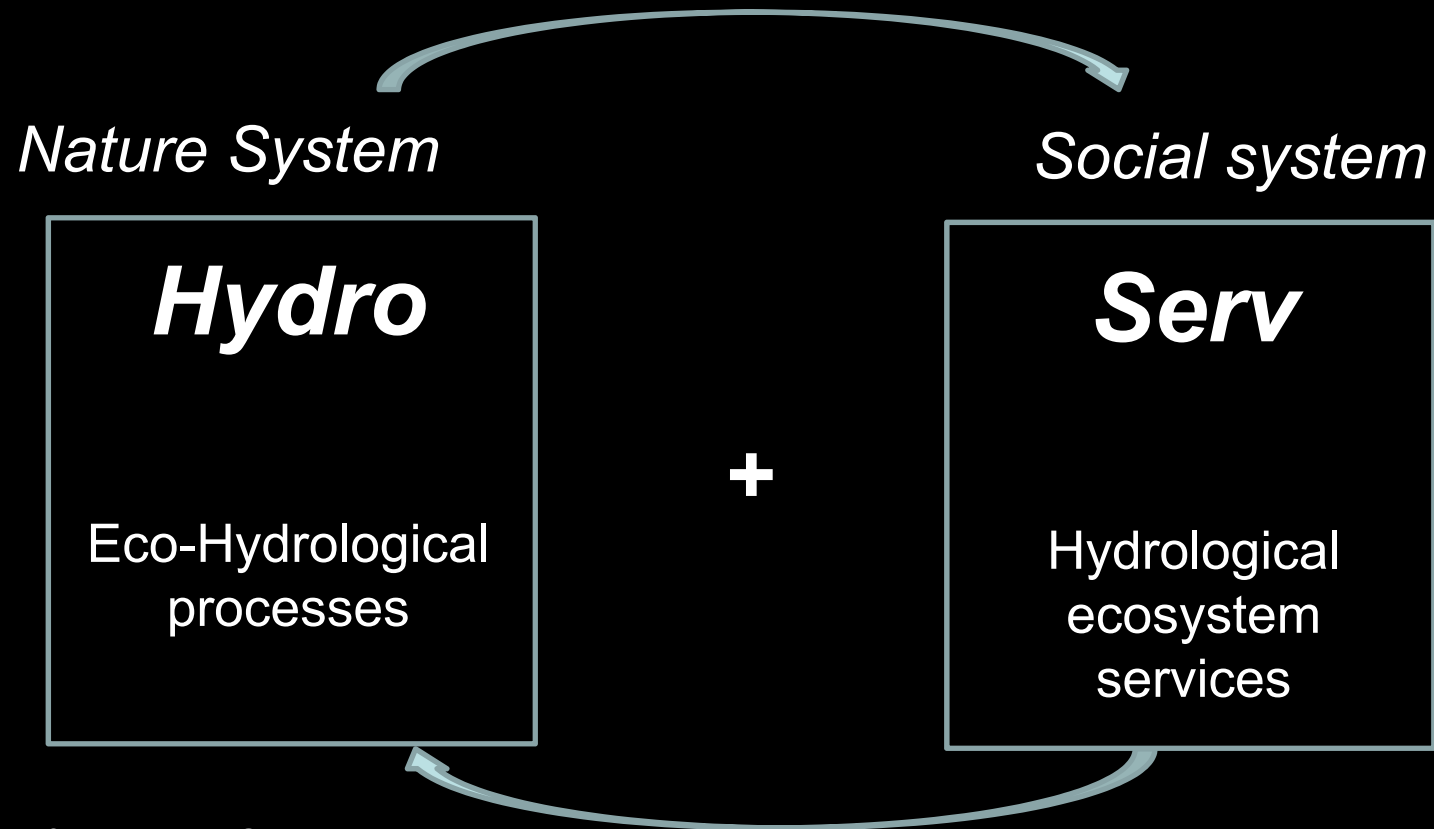 Nature System
Social system
Hydro
Serv
+
Eco-Hydrological
processes
Hydrological
ecosystem
services